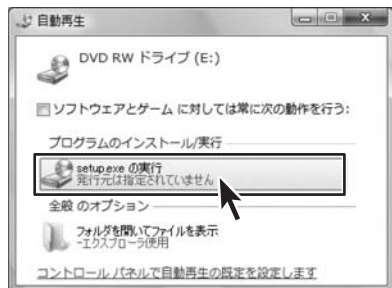 自動再生
DVD RW ドライブ (E:)
ソフトウェアとゲーム に対しては常に次の動作を行う:
プログラムのインストール/実行
setup.exe の実行
発行元は指定されていません
全般 のオプション
フォルダを開いてファイルを表示
-エクスプローラ使用
コントロール パネルで自動再生の既定を設定します